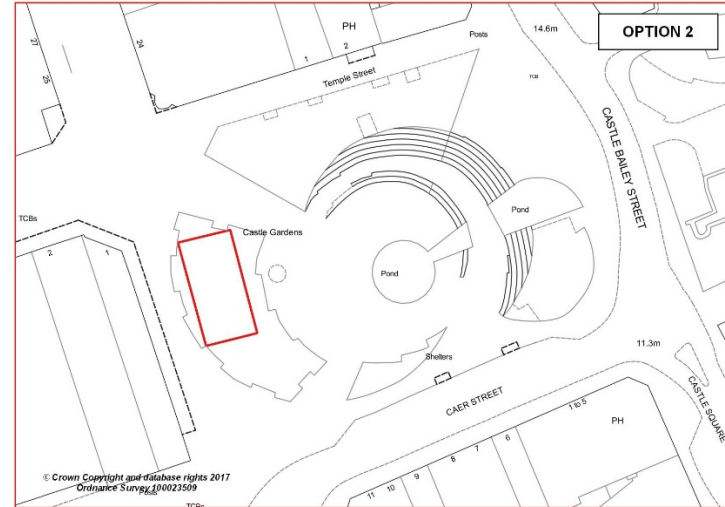 OPTION 2
14.6m
PH
Posts
27
25
24
1
2
Temple Street
TCB
CASTLE BAILEY STREET
Pond
TCBs
Castle Gardens
2
1
Pond
Shelters
11.3m
CAER STREET
CASTLE SQUARE
1 to 5
PH
6
7
8
9
10
11
© Crown Copyright and database rights 2017
Ordnance Survey 100023509
Posts
TCBs